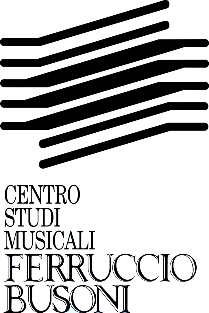 CENTRO
STUDI
MUSICALI
FERRUCCIO
BUSONI